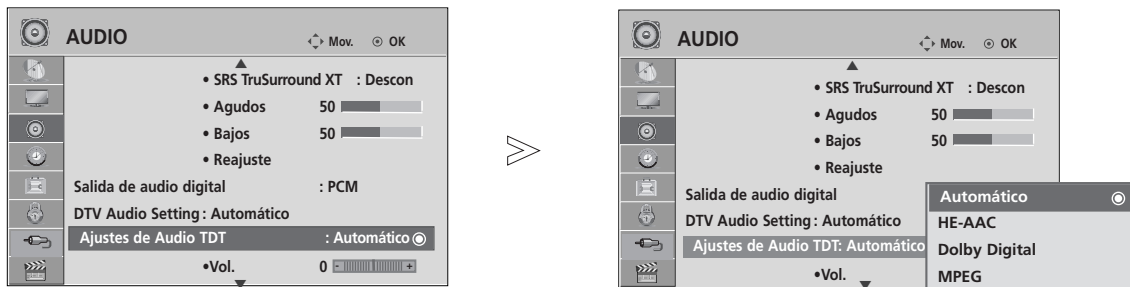 AUDIO
Mov. OK
• SRS TruSurround XT : Descon
• Agudos 50
• Bajos 50
• Reajuste
Salida de audio digital : PCM
DTV Audio Setting : Automático
Ajustes de Audio TDT : Automático
•Vol. 0 - +
AUDIO
Mov. OK
• SRS TruSurround XT : Descon
• Agudos 50
• Bajos 50
• Reajuste
Salida de audio digital
DTV Audio Setting : Automático
Ajustes de Audio TDT: Automático
•Vol.
Automático
HE-AAC
Dolby Digital
MPEG